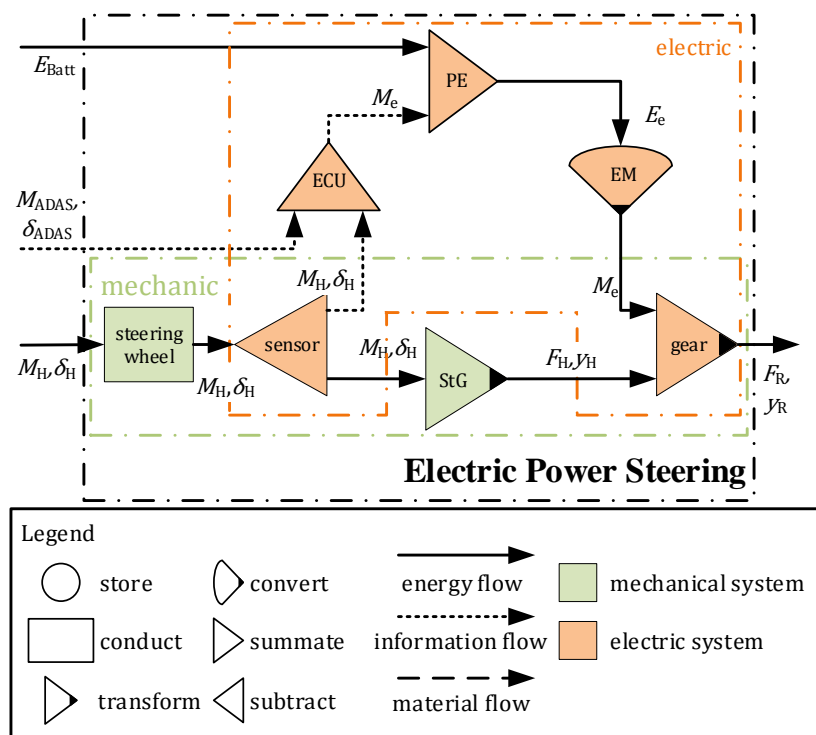 electric
E_Batt
PE
M_e
E_e
ECU
EM
M_ADAS,
δ_ADAS
M_H,δ_H
M_e
mechanic
steering
wheel
sensor
M_H,δ_H
StG
F_H,y_H
gear
M_H,δ_H
M_H,δ_H
F_R,
y_R
Electric Power Steering
Legend
store
convert
energy flow
mechanical system
conduct
summate
information flow
electric system
transform
subtract
material flow